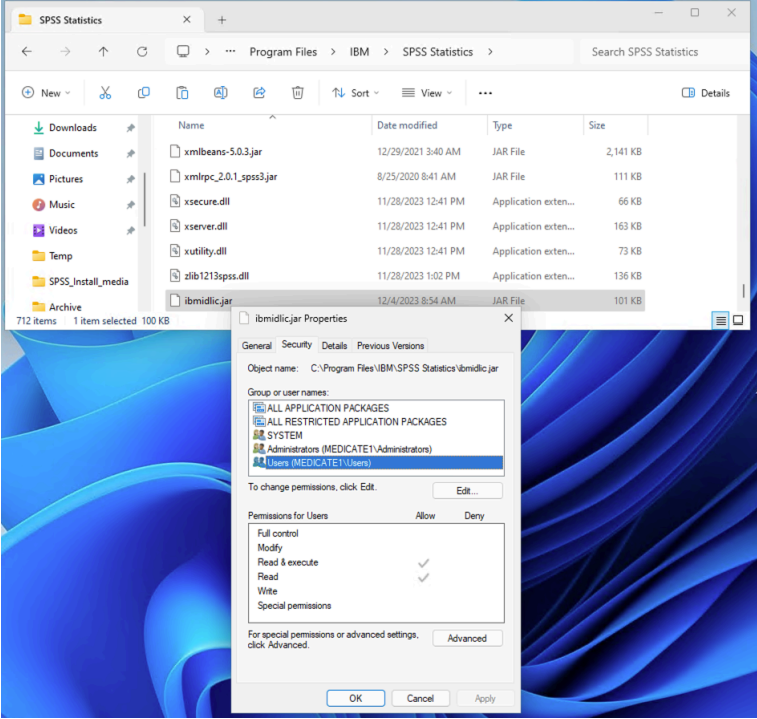 SPSS Statistics
Program Files > IBM > SPSS Statistics >
Search SPSS Statistics
New
Sort
View
Details
Name Date modified Type Size
Downloads
Documents
Pictures
Music
Videos
Temp
SPSS_Install_media
Archive
xmlbeans-5.0.3.jar 12/29/2021 3:40 AM JAR File 2,141 KB
xmlrpc_2.0.1_spss3.jar 8/25/2020 8:41 AM JAR File 111 KB
xsecure.dll 11/28/2023 12:41 PM Application exten... 66 KB
xserver.dll 11/28/2023 12:41 PM Application exten... 163 KB
xutility.dll 11/28/2023 12:41 PM Application exten... 73 KB
zlib1213spss.dll 11/28/2023 1:02 PM Application exten... 136 KB
ibmidlic.jar 12/4/2023 8:54 AM JAR File 101 KB
712 items 1 item selected 100 KB
ibmidlic.jar Properties
General Security Details Previous Versions
Object name: C:\Program Files\IBM\SPSS Statistics\ibmidlic.jar
Group or user names:
ALL APPLICATION PACKAGES
ALL RESTRICTED APPLICATION PACKAGES
SYSTEM
Administrators (MEDICATE1\Administrators)
Users (MEDICATE1\Users)
To change permissions, click Edit.
Edit...
Permissions for Users Allow Deny
Full control
Modify
Read & execute
Read
Write
Special permissions
For special permissions or advanced settings,
click Advanced.
Advanced
OK Cancel Apply